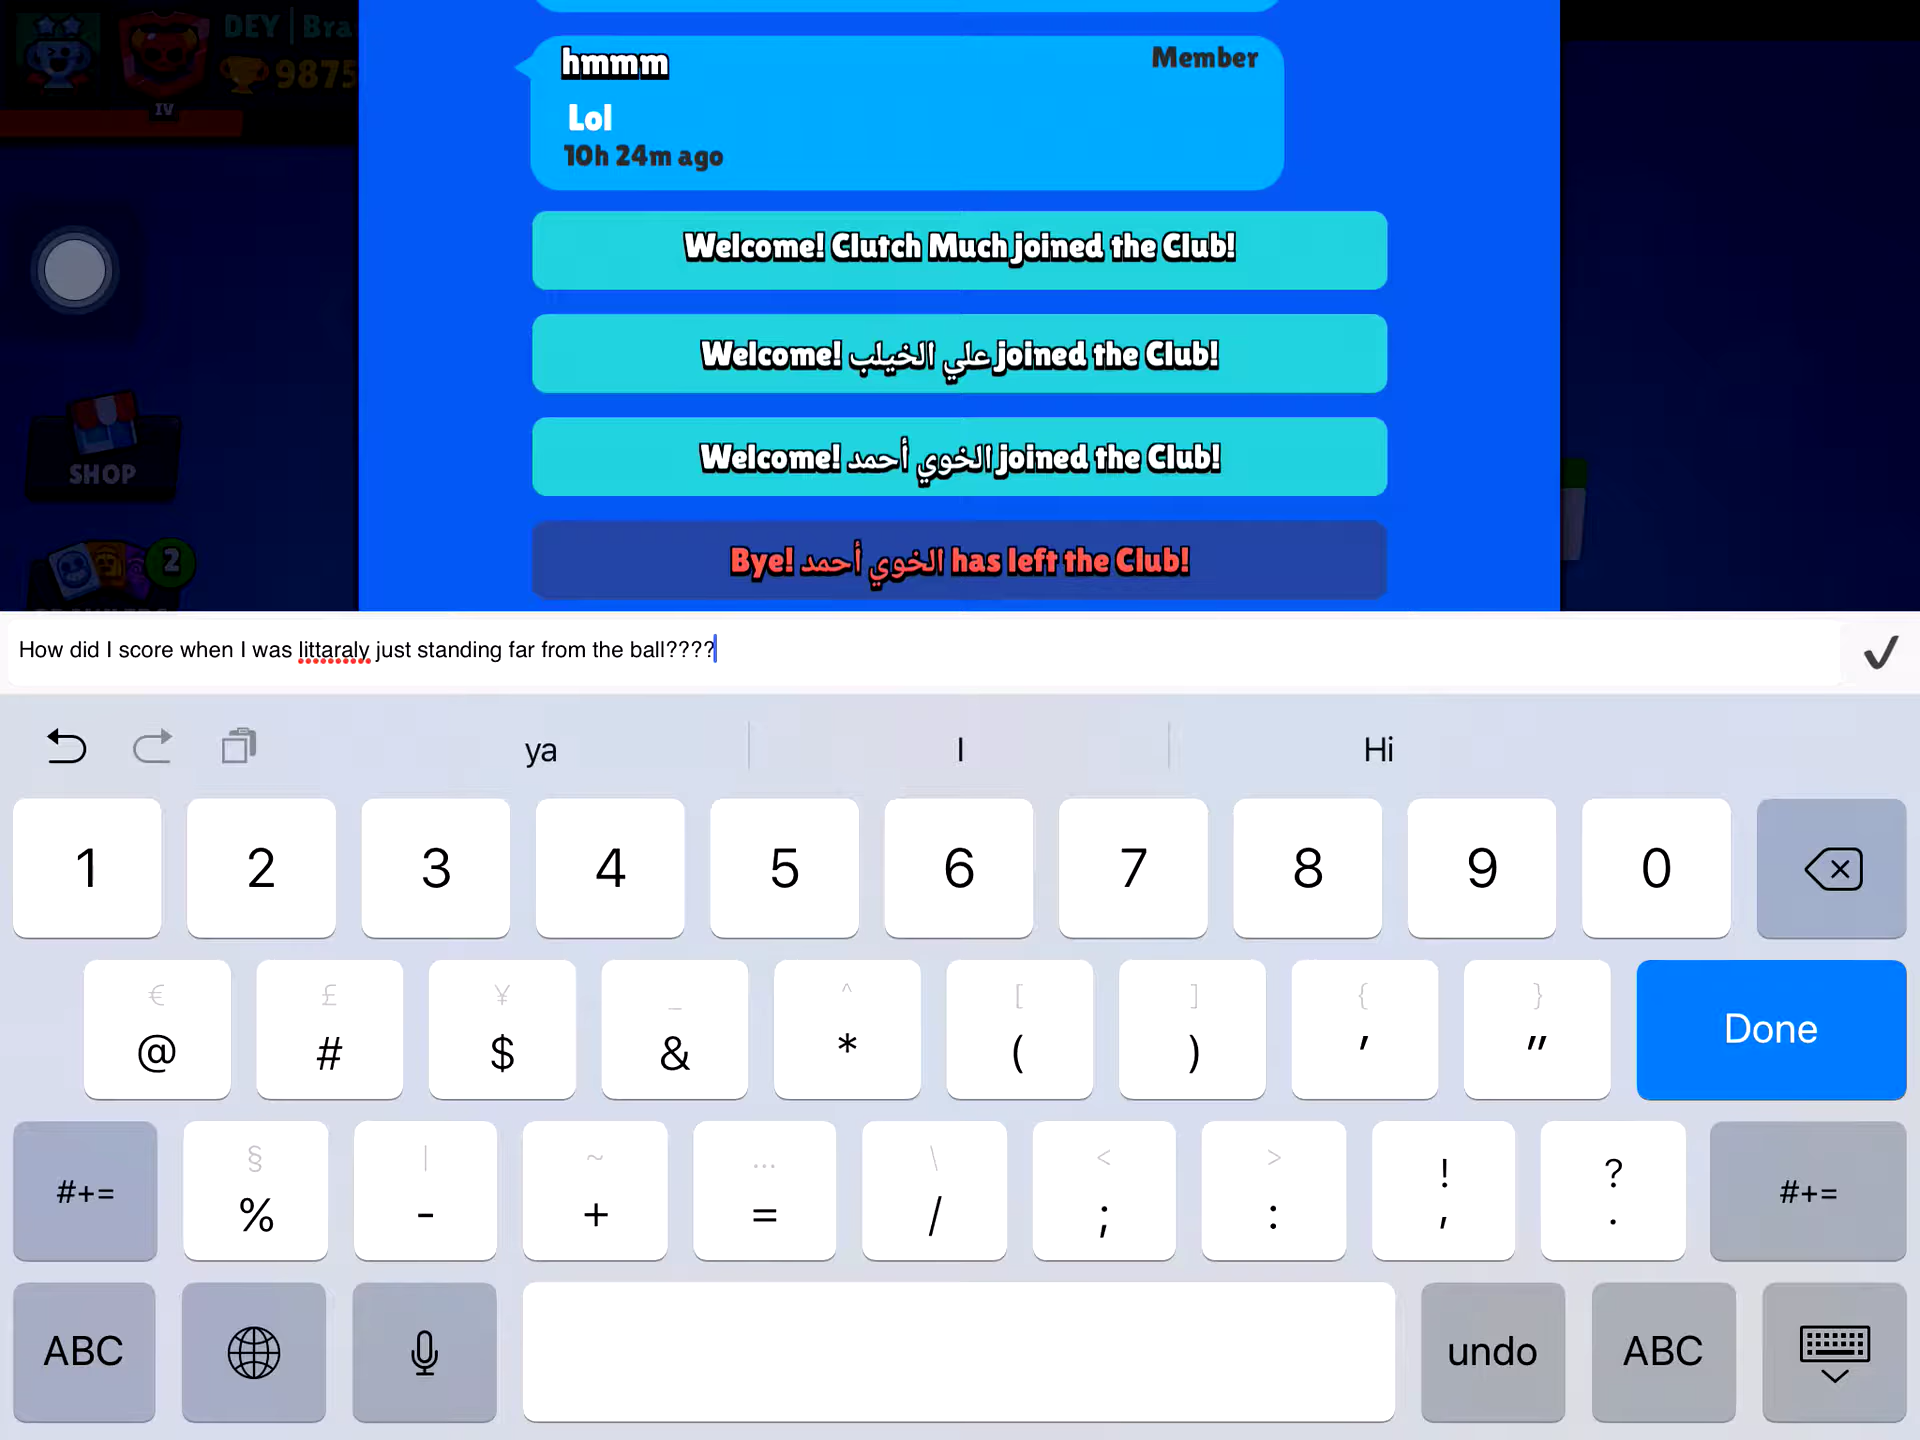 DEY | Bra
9875
IV
hmmm
Member
Lol
10h 24m ago
Welcome! Clutch Much joined the Club!
Welcome! علي الخيلب joined the Club!
Welcome! الخوي أحمد joined the Club!
Bye! الخوي أحمد has left the Club!
SHOP
2
How did I score when I was littaraly just standing far from the ball????
ya
I
Hi
1 2 3 4 5 6 7 8 9 0
€ £ ¥ _ ^ [ ] { }
@ # $ & * ( ) ' "
Done
§ | ~ … \ < > ! ?
#+= % - + = / ; : , . #+=
ABC
undo
ABC